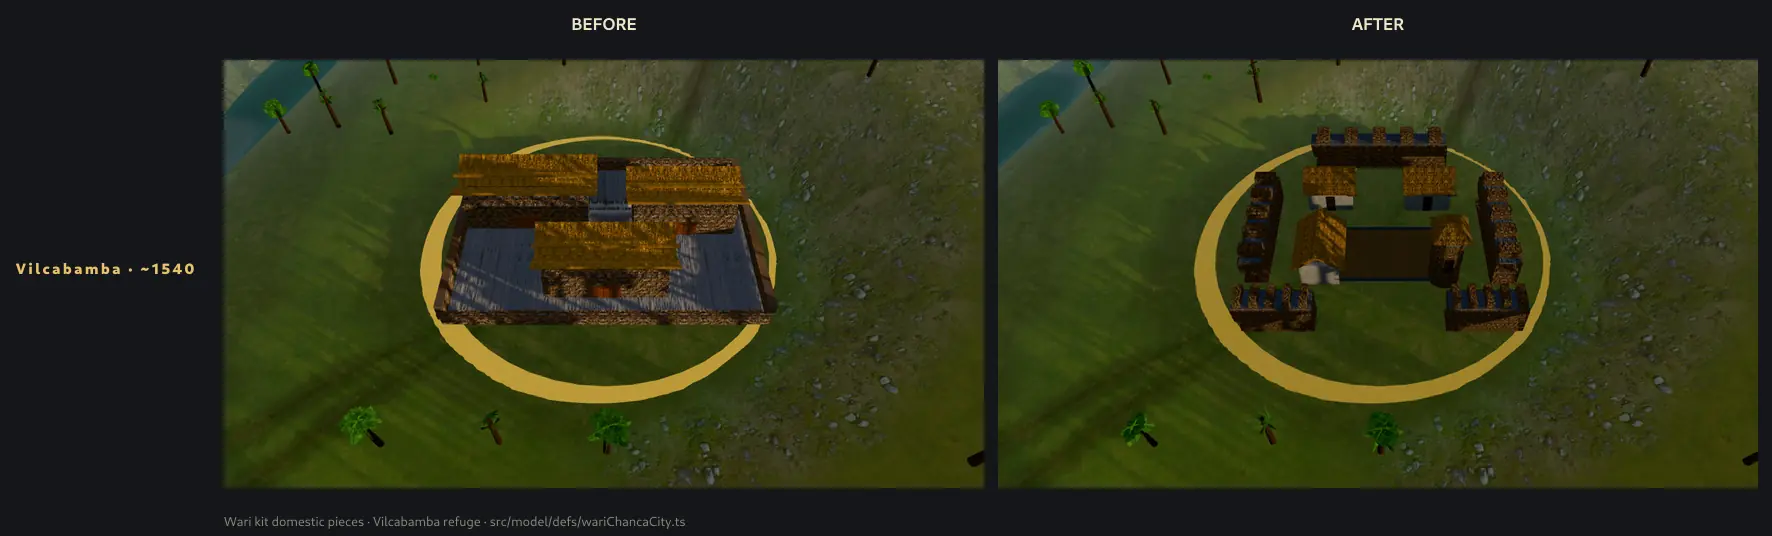 BEFORE
AFTER
Vilcabamba · ~1540
Wari kit domestic pieces · Vilcabamba refuge · src/model/defs/wariChancaCity.ts